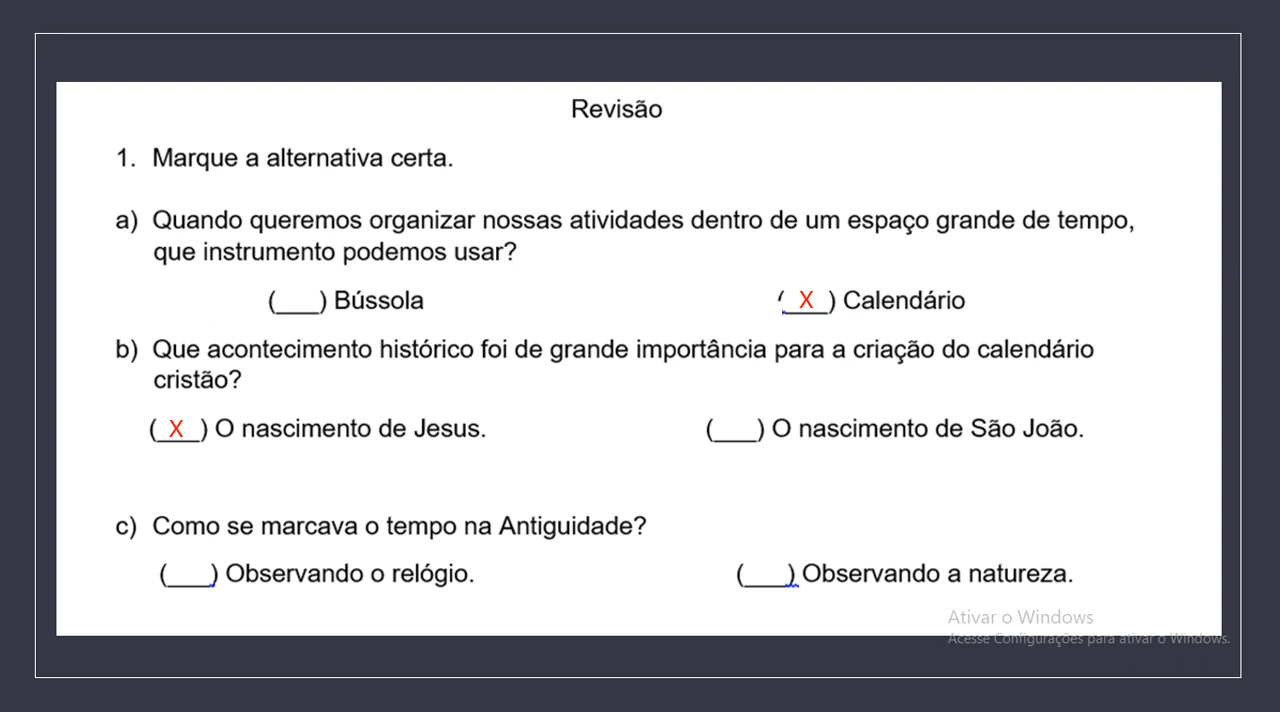 Revisão
1. Marque a alternativa certa.
a) Quando queremos organizar nossas atividades dentro de um espaço grande de tempo,
que instrumento podemos usar?
(___) Bússola (_X_) Calendário
b) Que acontecimento histórico foi de grande importância para a criação do calendário
cristão?
(_X_) O nascimento de Jesus. (___) O nascimento de São João.
c) Como se marcava o tempo na Antiguidade?
(___) Observando o relógio. (___) Observando a natureza.
Ativar o Windows
Acesse Configurações para ativar o Windows.